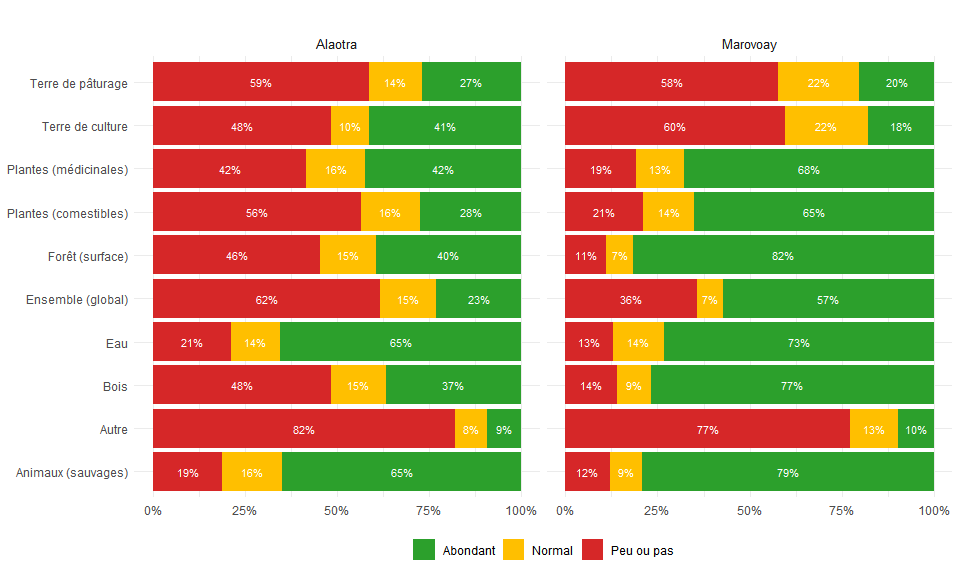 Alaotra Marovoay
Terre de pâturage 59% 14% 27% 58% 22% 20%
Terre de culture 48% 10% 41% 60% 22% 18%
Plantes (médicinales) 42% 16% 42% 19% 13% 68%
Plantes (comestibles) 56% 16% 28% 21% 14% 65%
Forêt (surface) 46% 15% 40% 11% 7% 82%
Ensemble (global) 62% 15% 23% 36% 7% 57%
Eau 21% 14% 65% 13% 14% 73%
Bois 48% 15% 37% 14% 9% 77%
Autre 82% 8% 9% 77% 13% 10%
Animaux (sauvages) 19% 16% 65% 12% 9% 79%
0% 25% 50% 75% 100% 0% 25% 50% 75% 100%
Abondant Normal Peu ou pas